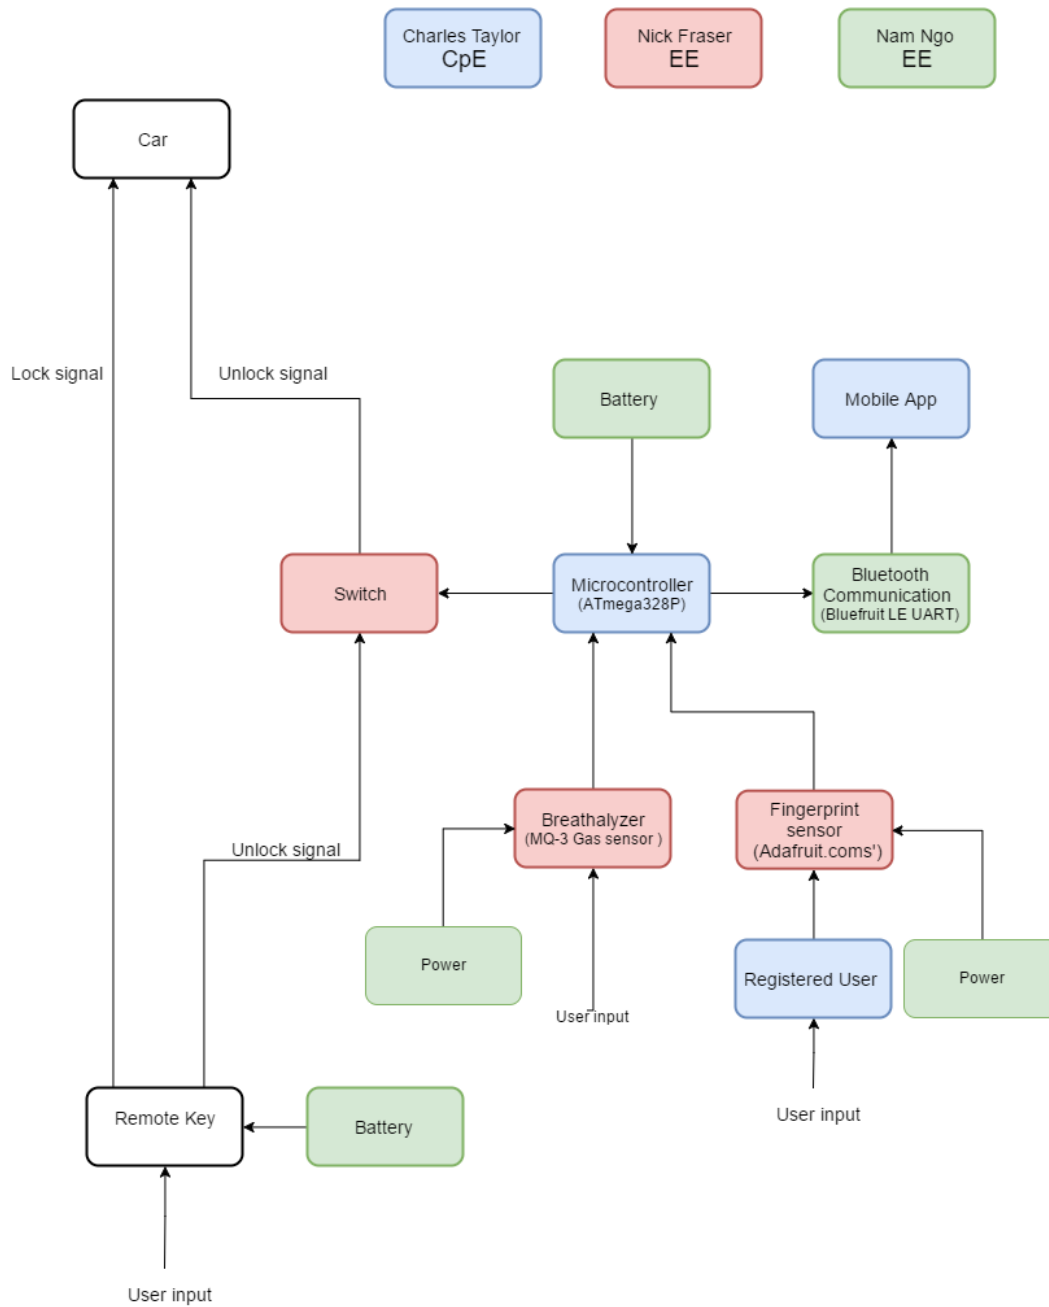 Charles Taylor
CpE
Nick Fraser
EE
Nam Ngo
EE
Car
Lock signal
Unlock signal
Battery
Mobile App
Switch
Microcontroller
(ATmega328P)
Bluetooth
Communication
(Bluefruit LE UART)
Unlock signal
Breathalyzer
(MQ-3 Gas sensor )
Fingerprint
sensor
(Adafruit.coms')
Power
User input
Registered User
Power
Remote Key
Battery
User input
User input